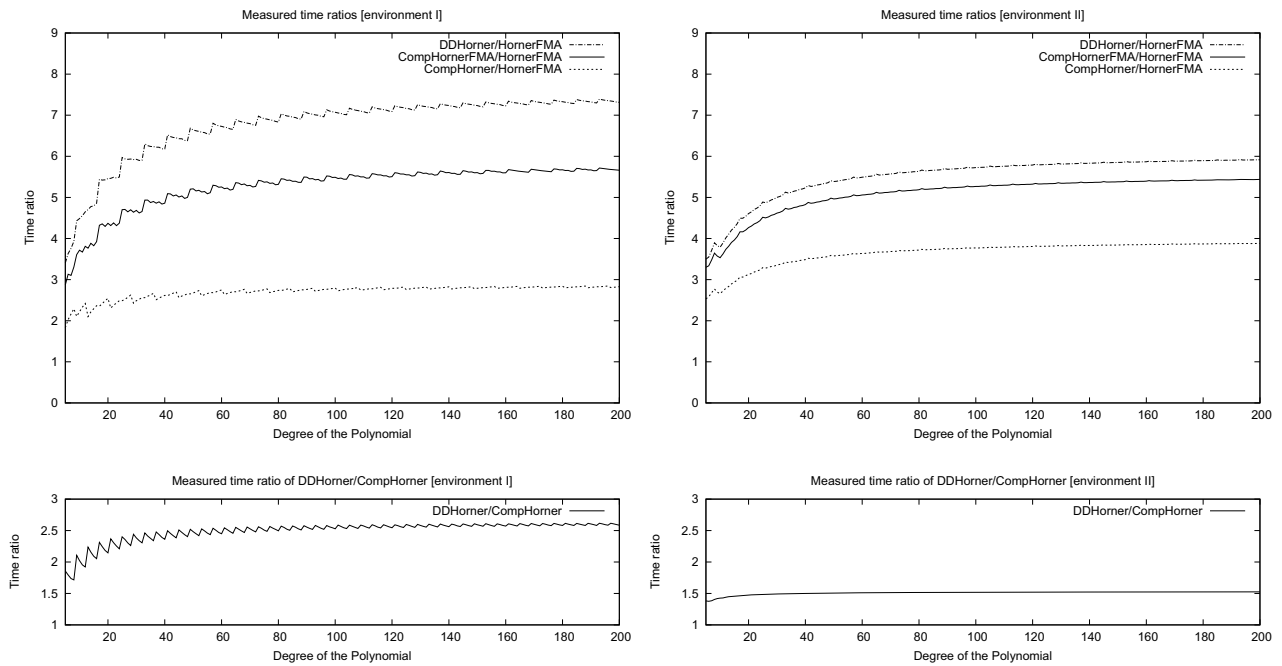 Measured time ratios [environment I]
9
8
7
6
5
4
3
2
1
0
Time ratio
DDHorner/HornerFMA
CompHornerFMA/HornerFMA
CompHorner/HornerFMA
20 40 60 80 100 120 140 160 180 200
Degree of the Polynomial
Measured time ratios [environment II]
9
8
7
6
5
4
3
2
1
0
Time ratio
DDHorner/HornerFMA
CompHornerFMA/HornerFMA
CompHorner/HornerFMA
20 40 60 80 100 120 140 160 180 200
Degree of the Polynomial
Measured time ratio of DDHorner/CompHorner [environment I]
3
2.5
2
1.5
1
Time ratio
DDHorner/CompHorner
20 40 60 80 100 120 140 160 180 200
Degree of the Polynomial
Measured time ratio of DDHorner/CompHorner [environment II]
3
2.5
2
1.5
1
Time ratio
DDHorner/CompHorner
20 40 60 80 100 120 140 160 180 200
Degree of the Polynomial